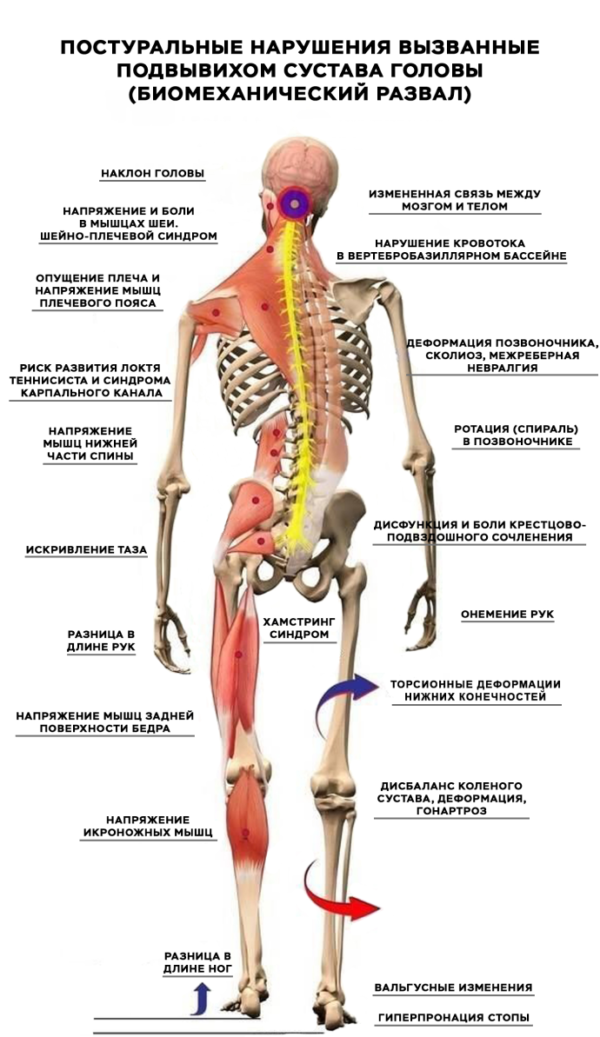 ПОСТУРАЛЬНЫЕ НАРУШЕНИЯ ВЫЗВАННЫЕ
ПОДВЫВИХОМ СУСТАВА ГОЛОВЫ
(БИОМЕХАНИЧЕСКИЙ РАЗВАЛ)
НАКЛОН ГОЛОВЫ
НАПРЯЖЕНИЕ И БОЛИ
В МЫШЦАХ ШЕИ.
ШЕЙНО-ПЛЕЧЕВОЙ СИНДРОМ
ОПУЩЕНИЕ ПЛЕЧА И
НАПРЯЖЕНИЕ МЫШЦ
ПЛЕЧЕВОГО ПОЯСА
РИСК РАЗВИТИЯ ЛОКТЯ
ТЕННИСИСТА И СИНДРОМА
КАРПАЛЬНОГО КАНАЛА
НАПРЯЖЕНИЕ
МЫШЦ НИЖНЕЙ
ЧАСТИ СПИНЫ
ИСКРИВЛЕНИЕ ТАЗА
РАЗНИЦА В
ДЛИНЕ РУК
НАПРЯЖЕНИЕ МЫШЦ ЗАДНЕЙ
ПОВЕРХНОСТИ БЕДРА
НАПРЯЖЕНИЕ
ИКРОНОЖНЫХ МЫШЦ
РАЗНИЦА В
ДЛИНЕ НОГ
ХАМСТРИНГ
СИНДРОМ
ИЗМЕНЕННАЯ СВЯЗЬ МЕЖДУ
МОЗГОМ И ТЕЛОМ
НАРУШЕНИЕ КРОВОТОКА
В ВЕРТЕБРОБАЗИЛЛЯРНОМ БАССЕЙНЕ
ДЕФОРМАЦИЯ ПОЗВОНОЧНИКА,
СКОЛИОЗ, МЕЖРЕБЕРНАЯ
НЕВРАЛГИЯ
РОТАЦИЯ (СПИРАЛЬ)
В ПОЗВОНОЧНИКЕ
ДИСФУНКЦИЯ И БОЛИ КРЕСТЦОВО-
ПОДВЗДОШНОГО СОЧЛЕНЕНИЯ
ОНЕМЕНИЕ РУК
ТОРСИОННЫЕ ДЕФОРМАЦИИ
НИЖНИХ КОНЕЧНОСТЕЙ
ДИСБАЛАНС КОЛЕНОГО
СУСТАВА, ДЕФОРМАЦИЯ,
ГОНАРТРОЗ
ВАЛЬГУСНЫЕ ИЗМЕНЕНИЯ
ГИПЕРПРОНАЦИЯ СТОПЫ